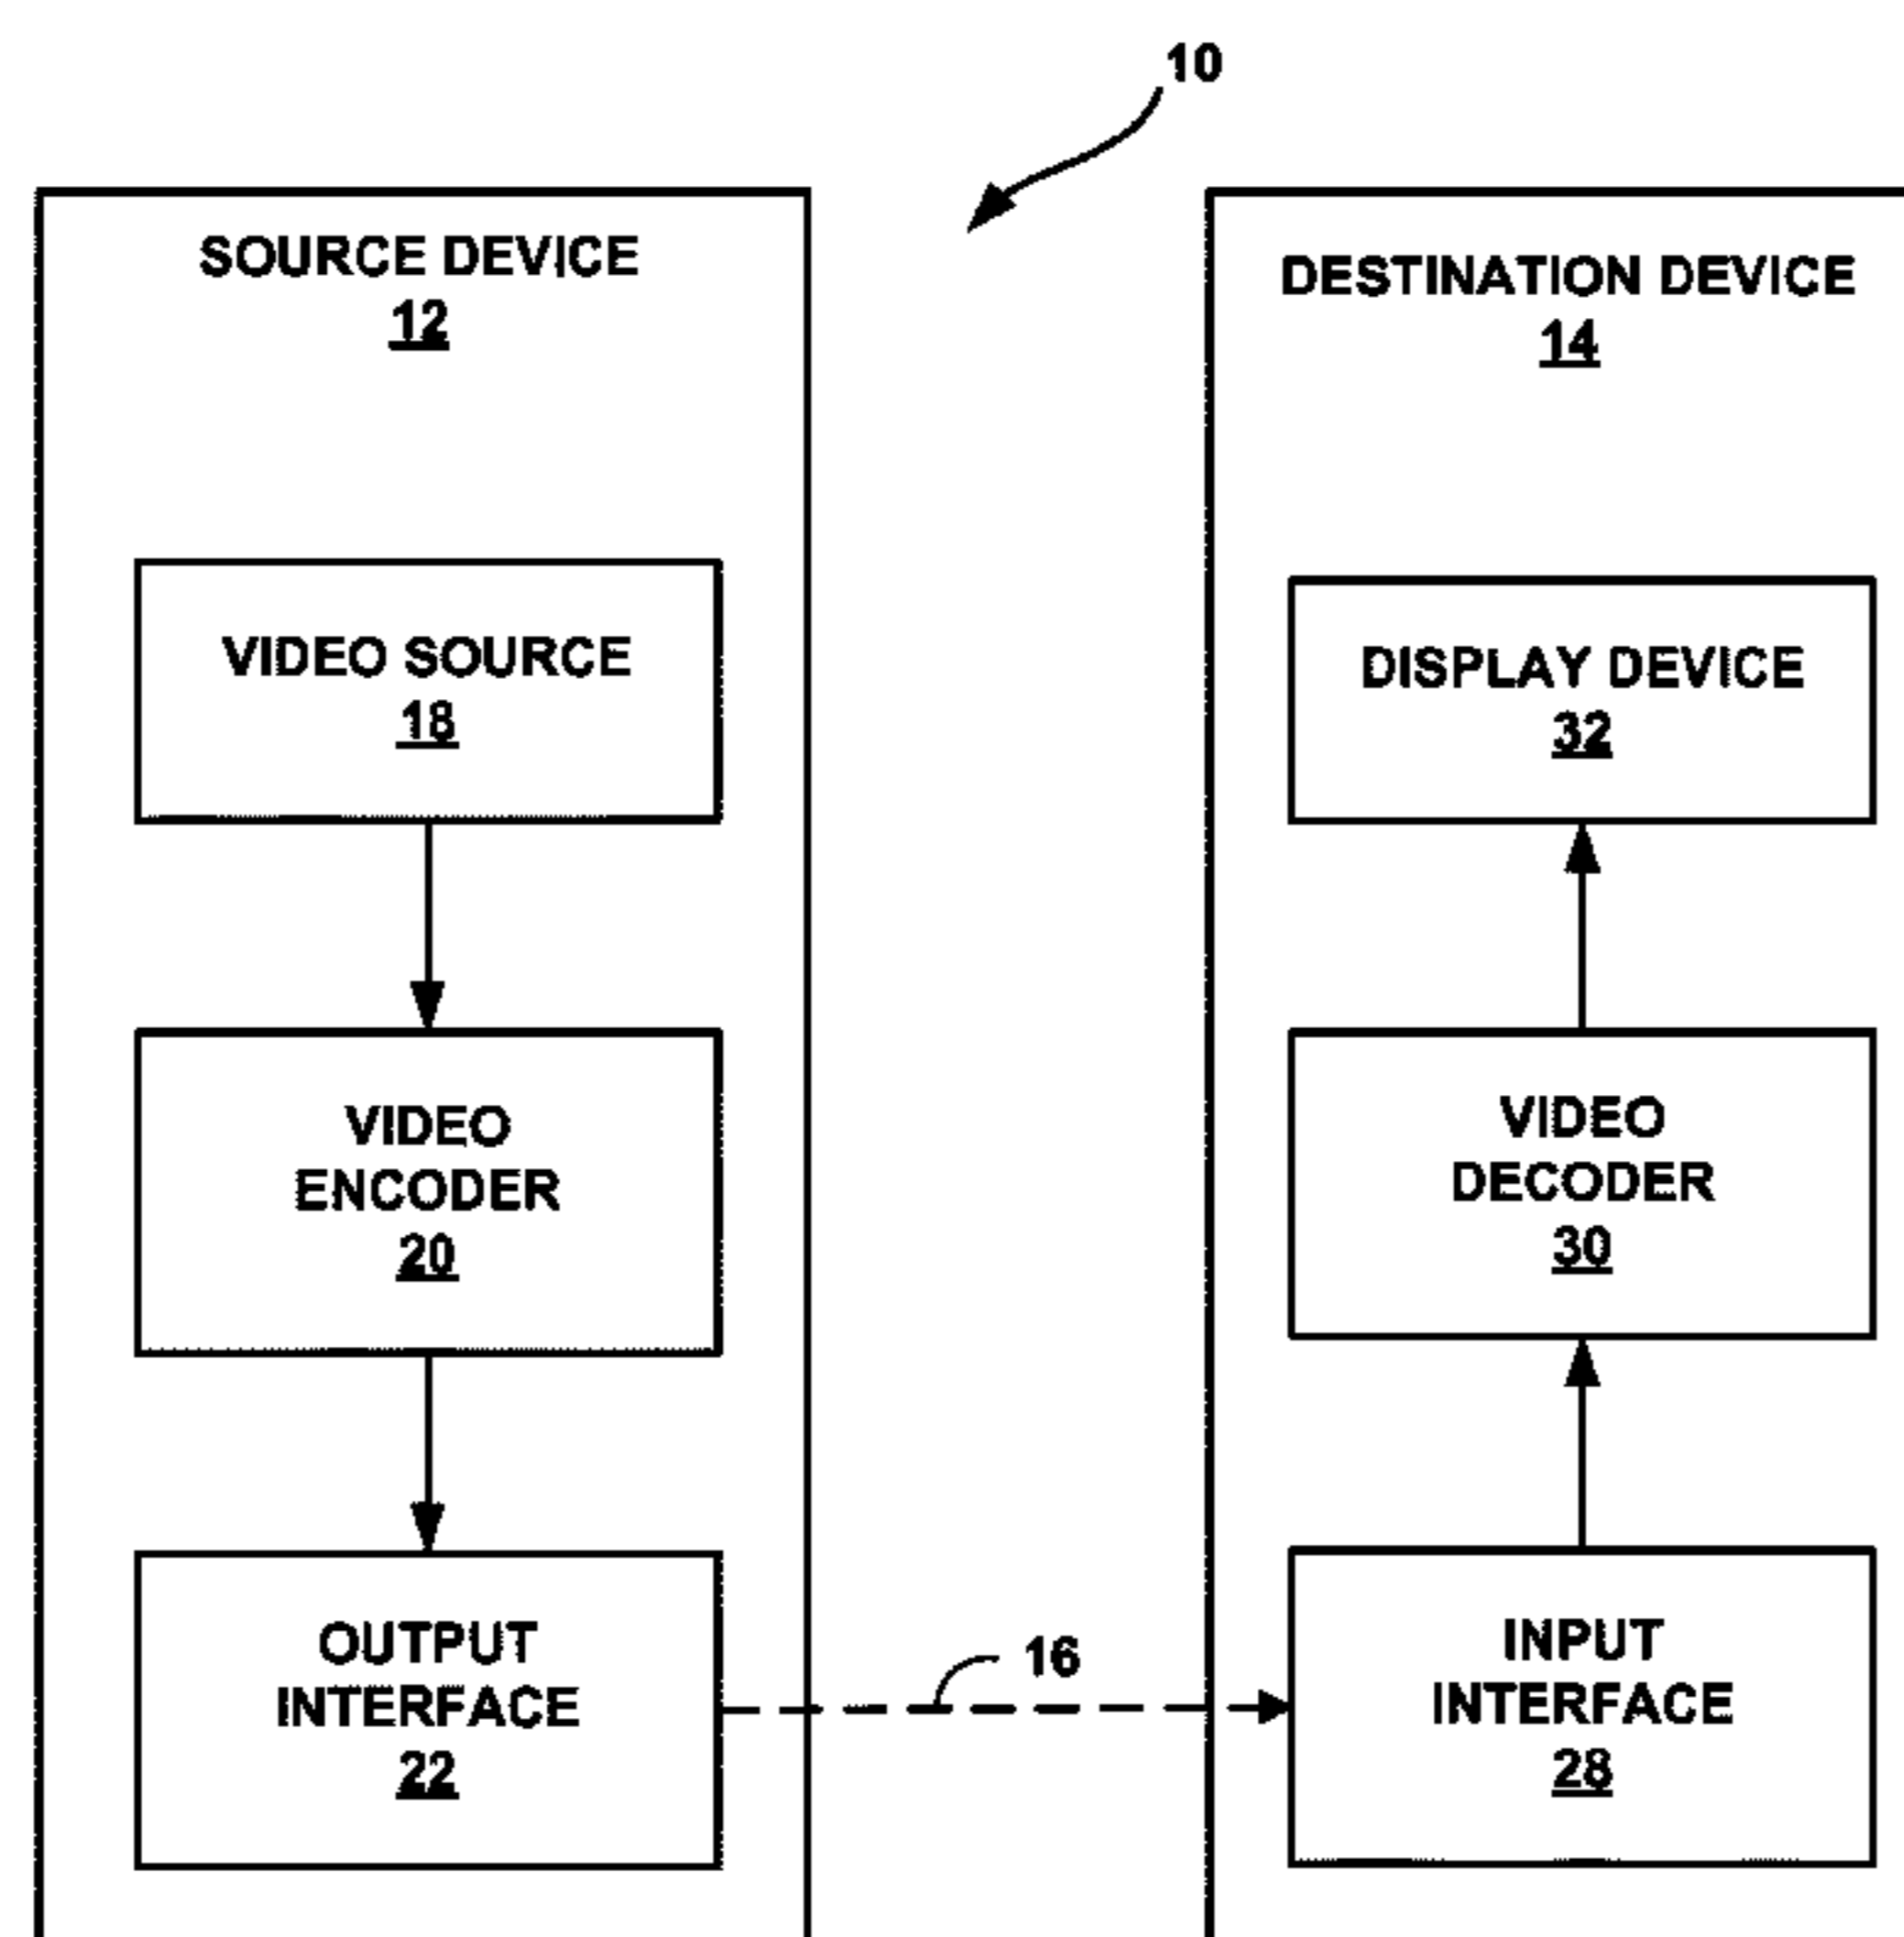 10
SOURCE DEVICE
12
VIDEO SOURCE
18
VIDEO
ENCODER
20
OUTPUT
INTERFACE
22
16
DESTINATION DEVICE
14
DISPLAY DEVICE
32
VIDEO
DECODER
30
INPUT
INTERFACE
28